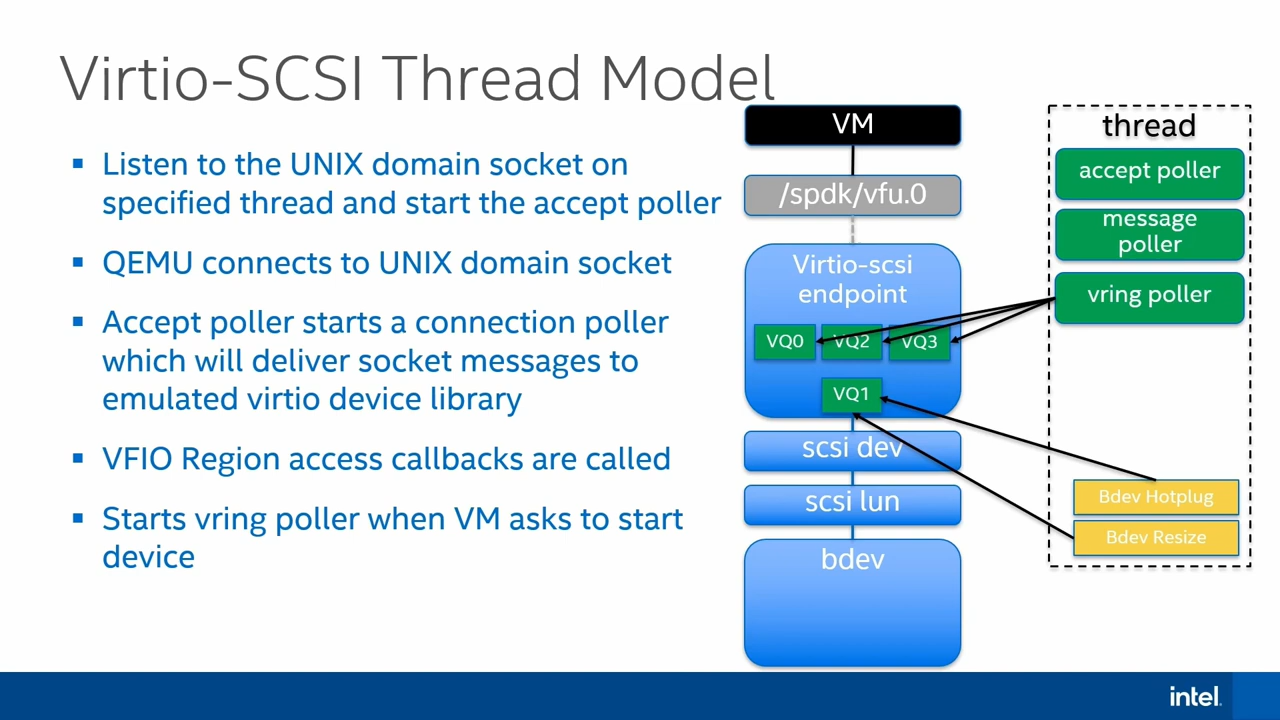 Virtio-SCSI Thread Model
Listen to the UNIX domain socket on
specified thread and start the accept poller
QEMU connects to UNIX domain socket
Accept poller starts a connection poller
which will deliver socket messages to
emulated virtio device library
VFIO Region access callbacks are called
Starts vring poller when VM asks to start
device
VM
/spdk/vfu.0
Virtio-scsi
endpoint
VQ0
VQ2
VQ3
VQ1
scsi dev
scsi lun
bdev
thread
accept poller
message
poller
vring poller
Bdev Hotplug
Bdev Resize
intel.